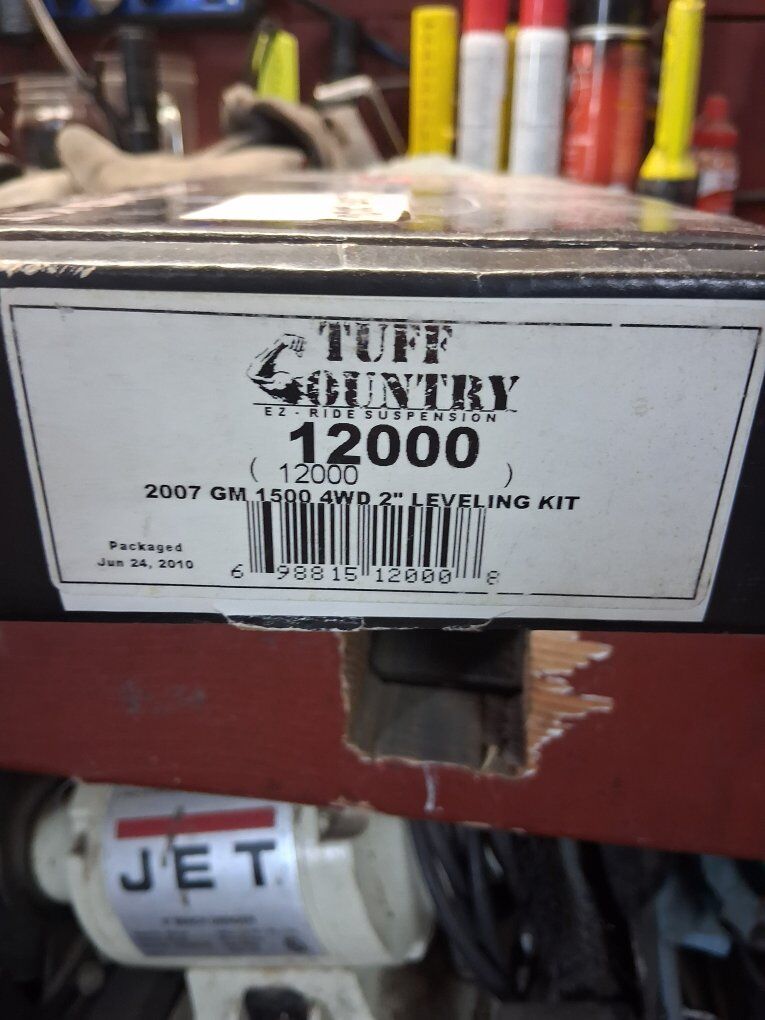 TUFF
COUNTRY
EZ - RIDE SUSPENSION
12000
( 12000 )
2007 GM 1500 4WD 2" LEVELING KIT
Packaged
Jun 24, 2010
6 98815 12000 8
JET